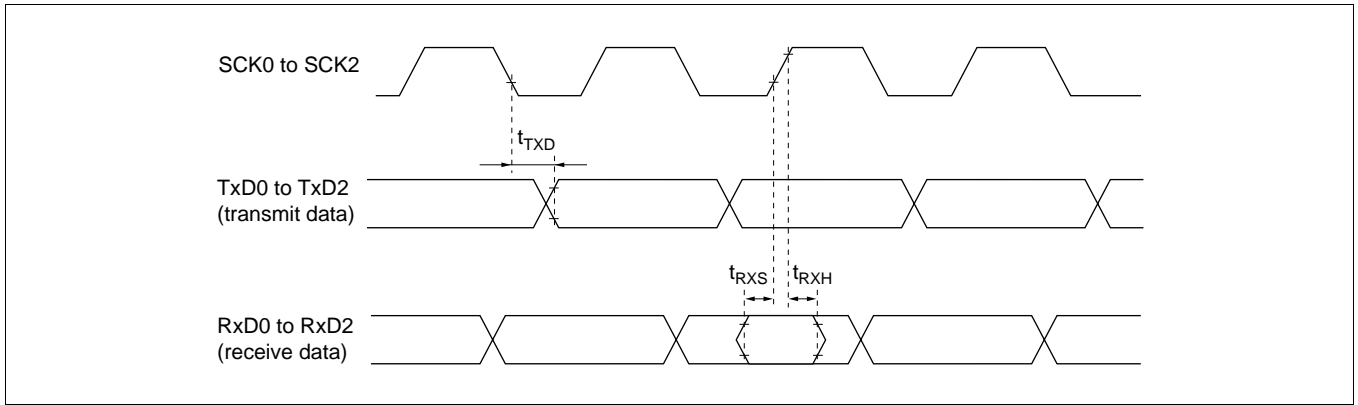 SCK0 to SCK2
tTXD
TxD0 to TxD2
(transmit data)
tRXS
tRXH
RxD0 to RxD2
(receive data)